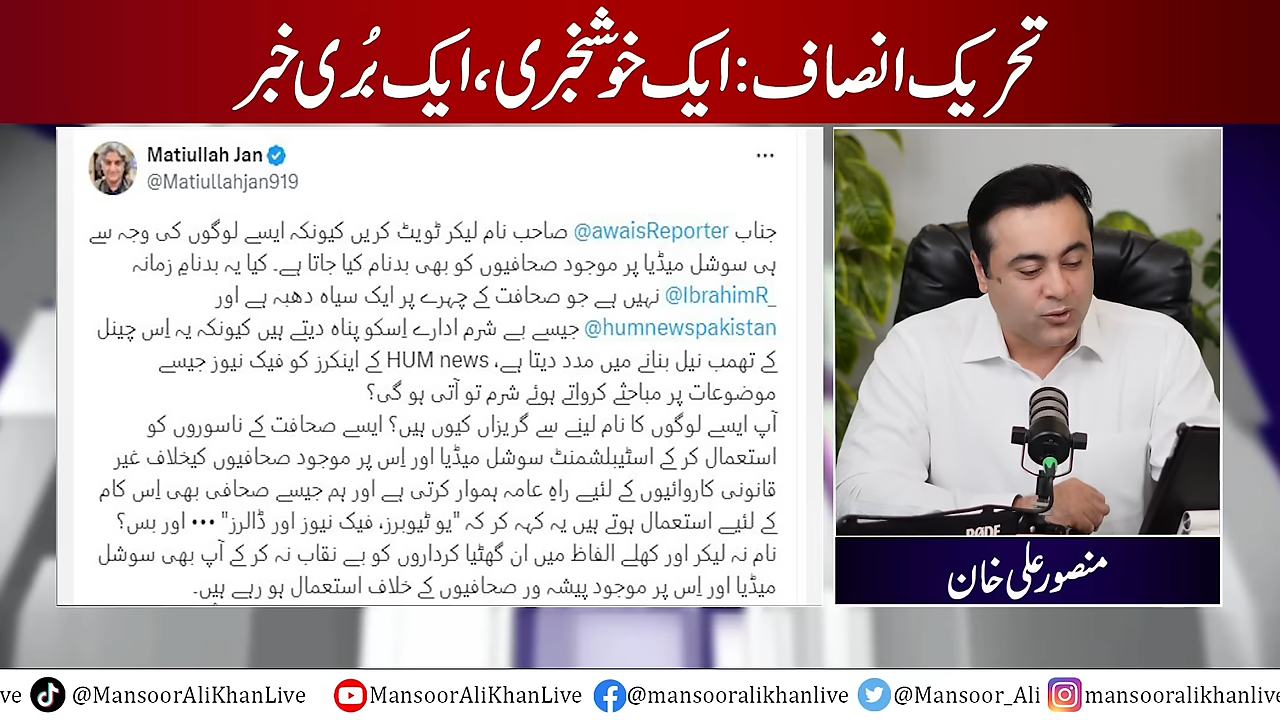 تحریک انصاف: ایک خوشخبری، ایک بُری خبر
Matiullah Jan
@Matiullahjan919
جناب @awaisReporter صاحب نام لیکر ٹویٹ کریں کیونکہ ایسے لوگوں کی وجہ سے
ہی سوشل میڈیا پر موجود صحافیوں کو بھی بدنام کیا جاتا ہے۔ کیا یہ بدنامِ زمانہ
@IbrahimR_ نہیں ہے جو صحافت کے چہرے پر ایک سیاہ دھبہ ہے اور
@humnewspakistan جیسے بے شرم ادارے اِسکو پناہ دیتے ہیں کیونکہ یہ اِس چینل
کے تھمب نیل بنانے میں مدد دیتا ہے، HUM news کے اینکرز کو فیک نیوز جیسے
موضوعات پر مباحثے کرواتے ہوئے شرم تو آتی ہو گی؟
آپ ایسے لوگوں کا نام لینے سے گریزاں کیوں ہیں؟ ایسے صحافت کے ناسوروں کو
استعمال کر کے اسٹیبلشمنٹ سوشل میڈیا اور اِس پر موجود صحافیوں کیخلاف غیر
قانونی کاروائیوں کے لئیے راہِ عامہ ہموار کرتی ہے اور ہم جیسے صحافی بھی اِس کام
کے لئیے استعمال ہوتے ہیں یہ کہہ کر کہ "یو ٹیوبرز، فیک نیوز اور ڈالرز" ••• اور بس؟
نام نہ لیکر اور کھلے الفاظ میں ان گھٹیا کرداروں کو بے نقاب نہ کر کے آپ بھی سوشل
میڈیا اور اِس پر موجود پیشہ ور صحافیوں کے خلاف استعمال ہو رہے ہیں۔
RØDE
منصور علی خان
ve @MansoorAliKhanLive MansoorAliKhanLive @mansooralikhanlive @Mansoor_Ali mansooralikhanlive